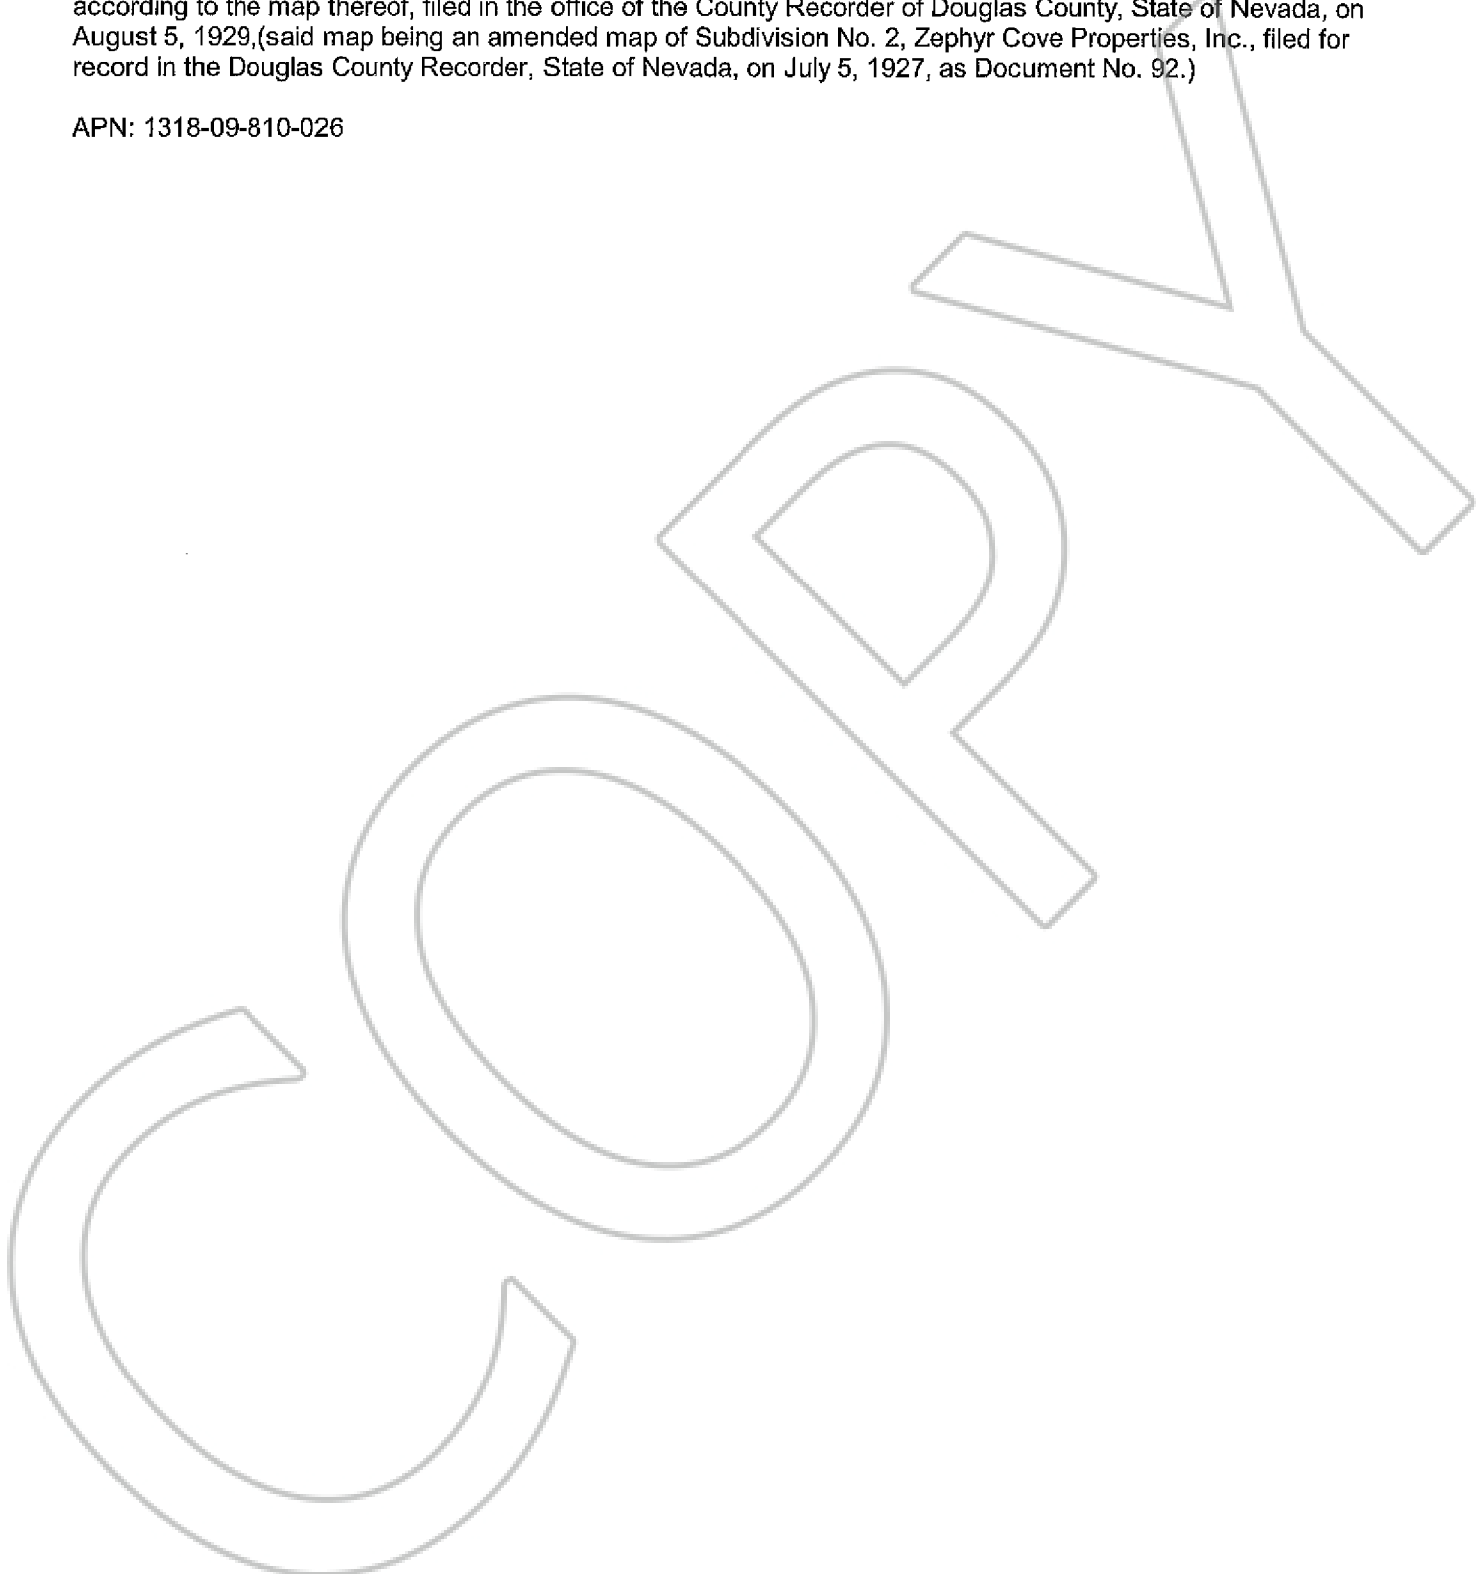 according to the map thereof, filed in the office of the County Recorder of Douglas County, State of Nevada, on
August 5, 1929,(said map being an amended map of Subdivision No. 2, Zephyr Cove Properties, Inc., filed for
record in the Douglas County Recorder, State of Nevada, on July 5, 1927, as Document No. 92.)
APN: 1318-09-810-026
COPY